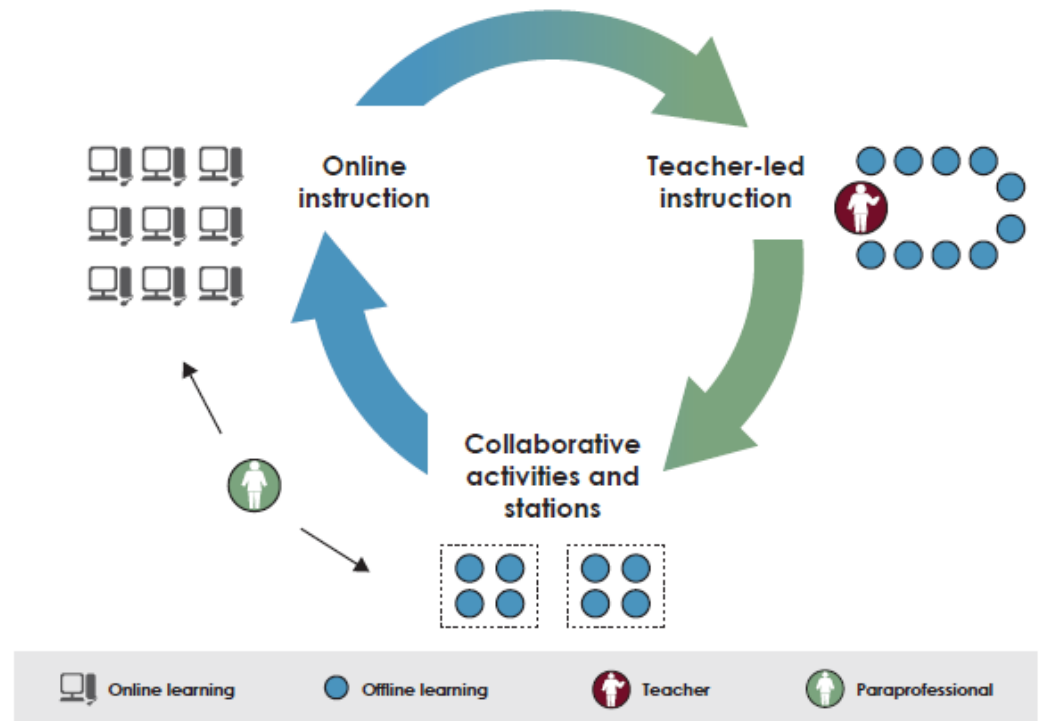 Online
instruction
Teacher-led
instruction
Collaborative
activities and
stations
Online learning
Offline learning
Teacher
Paraprofessional